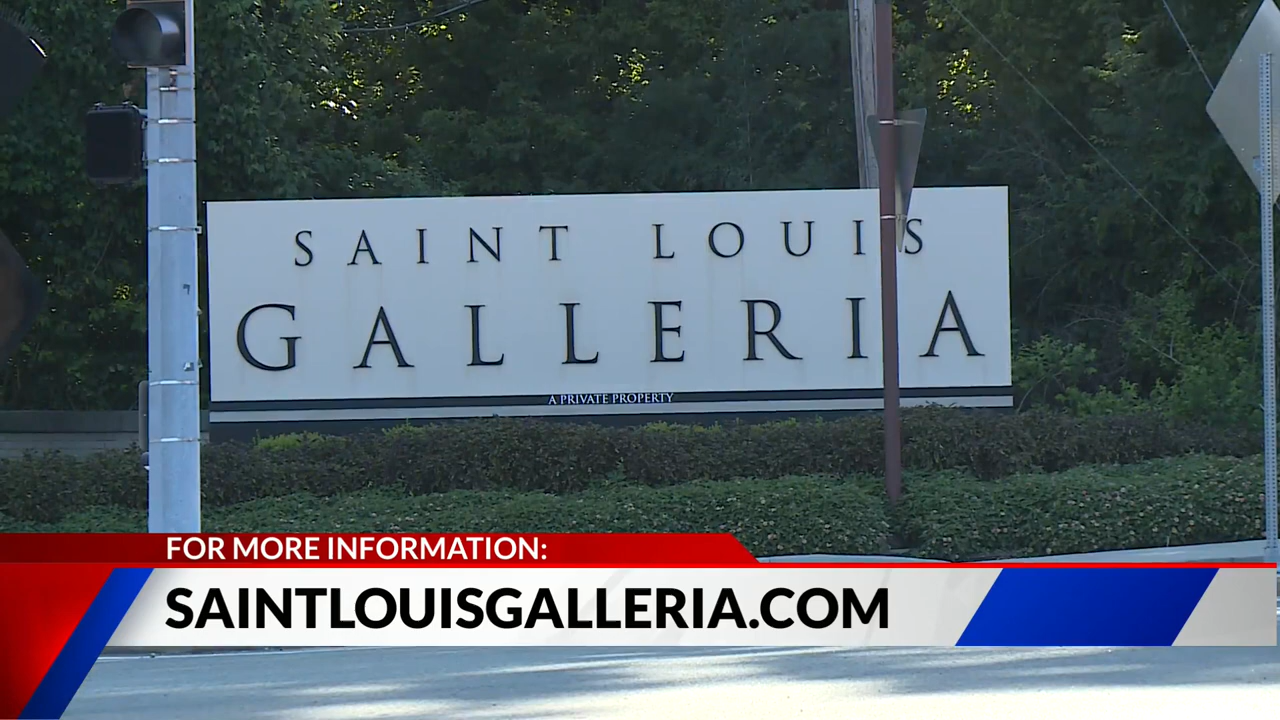 SAINT LOUIS
GALLERIA
A PRIVATE PROPERTY
FOR MORE INFORMATION:
SAINTLOUISGALLERIA.COM